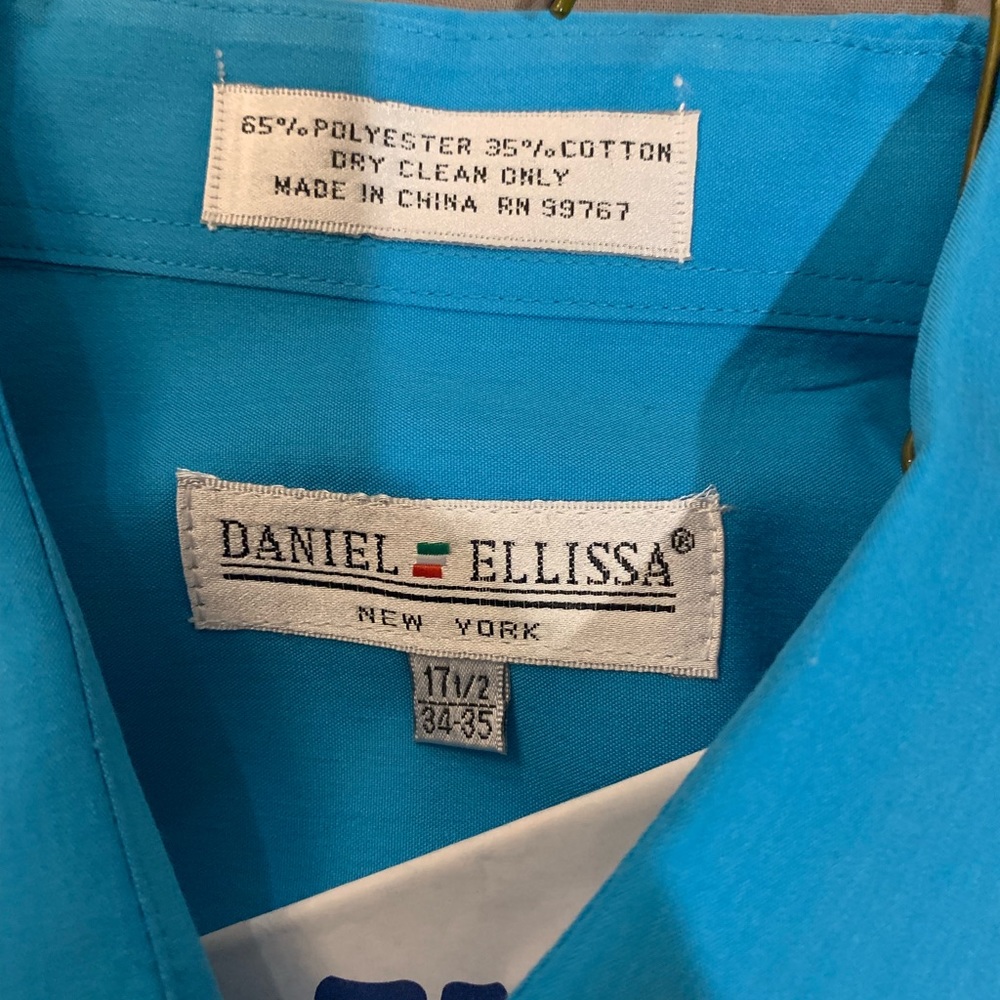 65%POLYESTER 35%COTTON
DRY CLEAN ONLY
MADE IN CHINA RN 99767
DANIEL ELLISSA®
NEW YORK
17 1/2
34-35